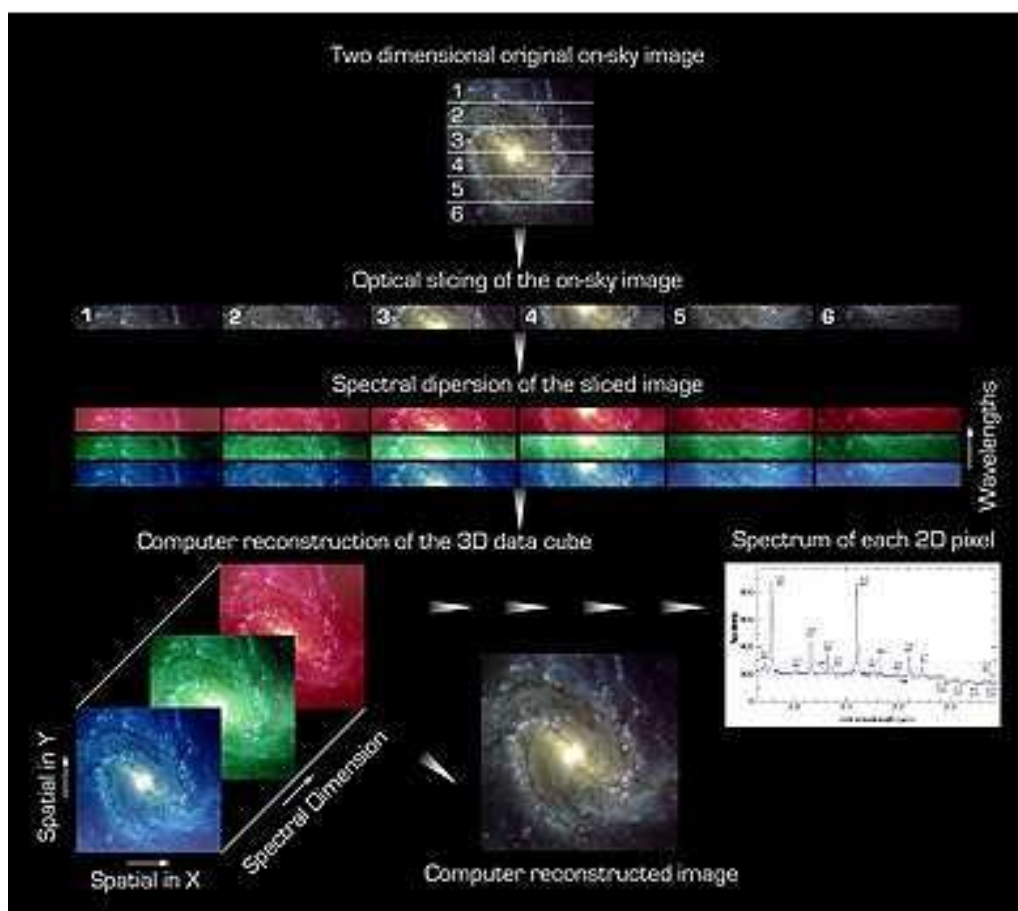 Two dimensional original on-sky image
1
2
3
4
5
6
Optical slicing of the on-sky image
1 2 3 4 5 6
Spectral dipersion of the sliced image
Wavelengths
Computer reconstruction of the 3D data cube
Spectrum of each 2D pixel
Spatial in Y
Spatial in X
Spectral Dimension
Computer reconstructed image